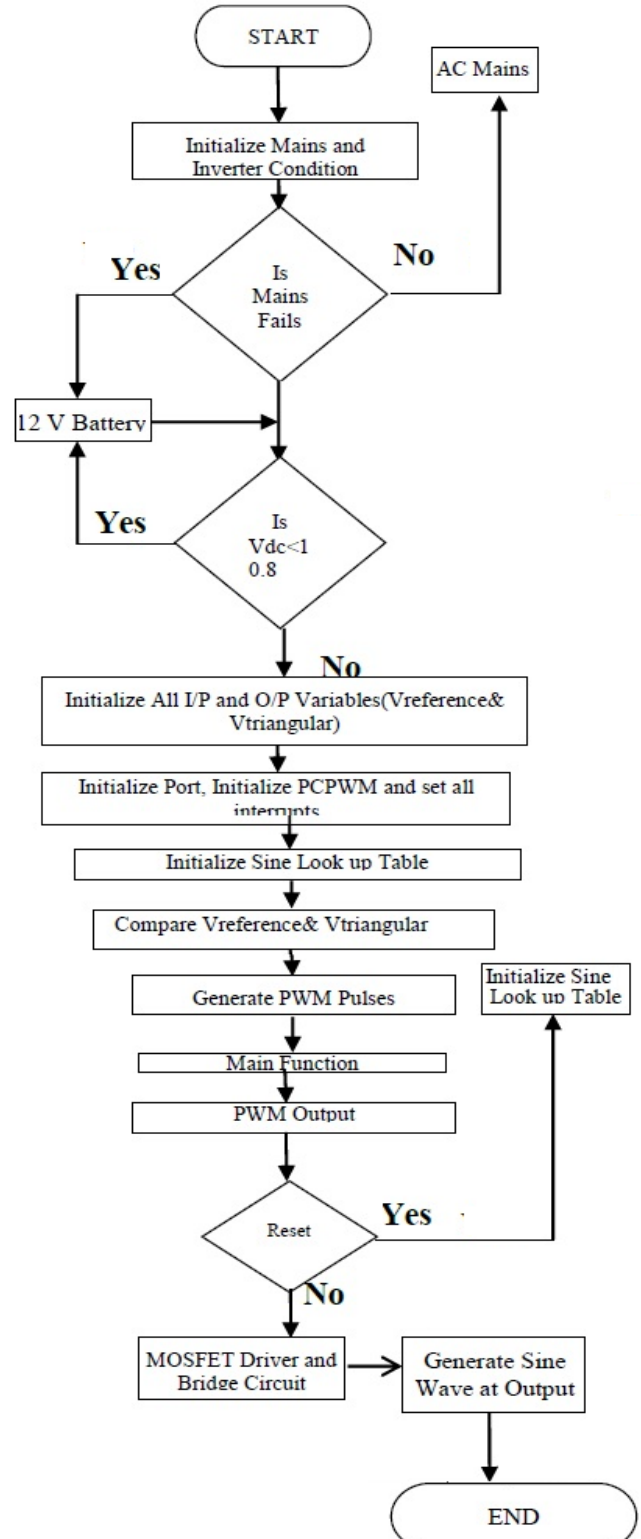 START
AC Mains
Initialize Mains and
Inverter Condition
Yes
No
Is
Mains
Fails
12 V Battery
Yes
Is
Vdc<1
0.8
No
Initialize All I/P and O/P Variables(Vreference&
Vtriangular)
Initialize Port, Initialize PCPWM and set all
interrupts
Initialize Sine Look up Table
Compare Vreference& Vtriangular
Initialize Sine
Look up Table
Generate PWM Pulses
Main Function
PWM Output
Reset
Yes
No
MOSFET Driver and
Bridge Circuit
Generate Sine
Wave at Output
END